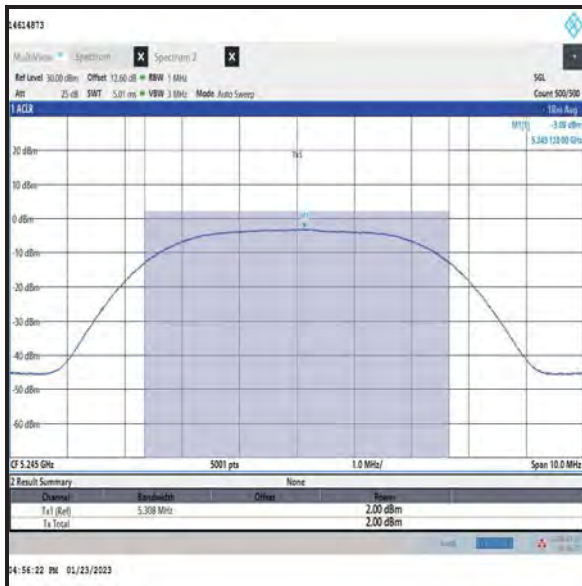 14614873
MultiView Spectrum X Spectrum 2 X
Ref Level 30.00 dBm Offset 12.60 dB RBW 1 MHz SGL
Att 25 dB SWT 5.01 ms VBW 3 MHz Mode Auto Sweep Count 500/500
1 ACLR 1Rm Avg
M1[1]
5.245 GHz
Tx1
20 dBm
10 dBm
0 dBm
M1
-10 dBm
-20 dBm
-30 dBm
-40 dBm
-50 dBm
-60 dBm
CF 5.245 GHz 5001 pts 1.0 MHz/ Span 10.0 MHz
2 Result Summary None
Channel Bandwidth Offset Power
Tx1 (Ref) 5.308 MHz 2.00 dBm
Tx Total 2.00 dBm
04:56:22 PM 01/23/2023